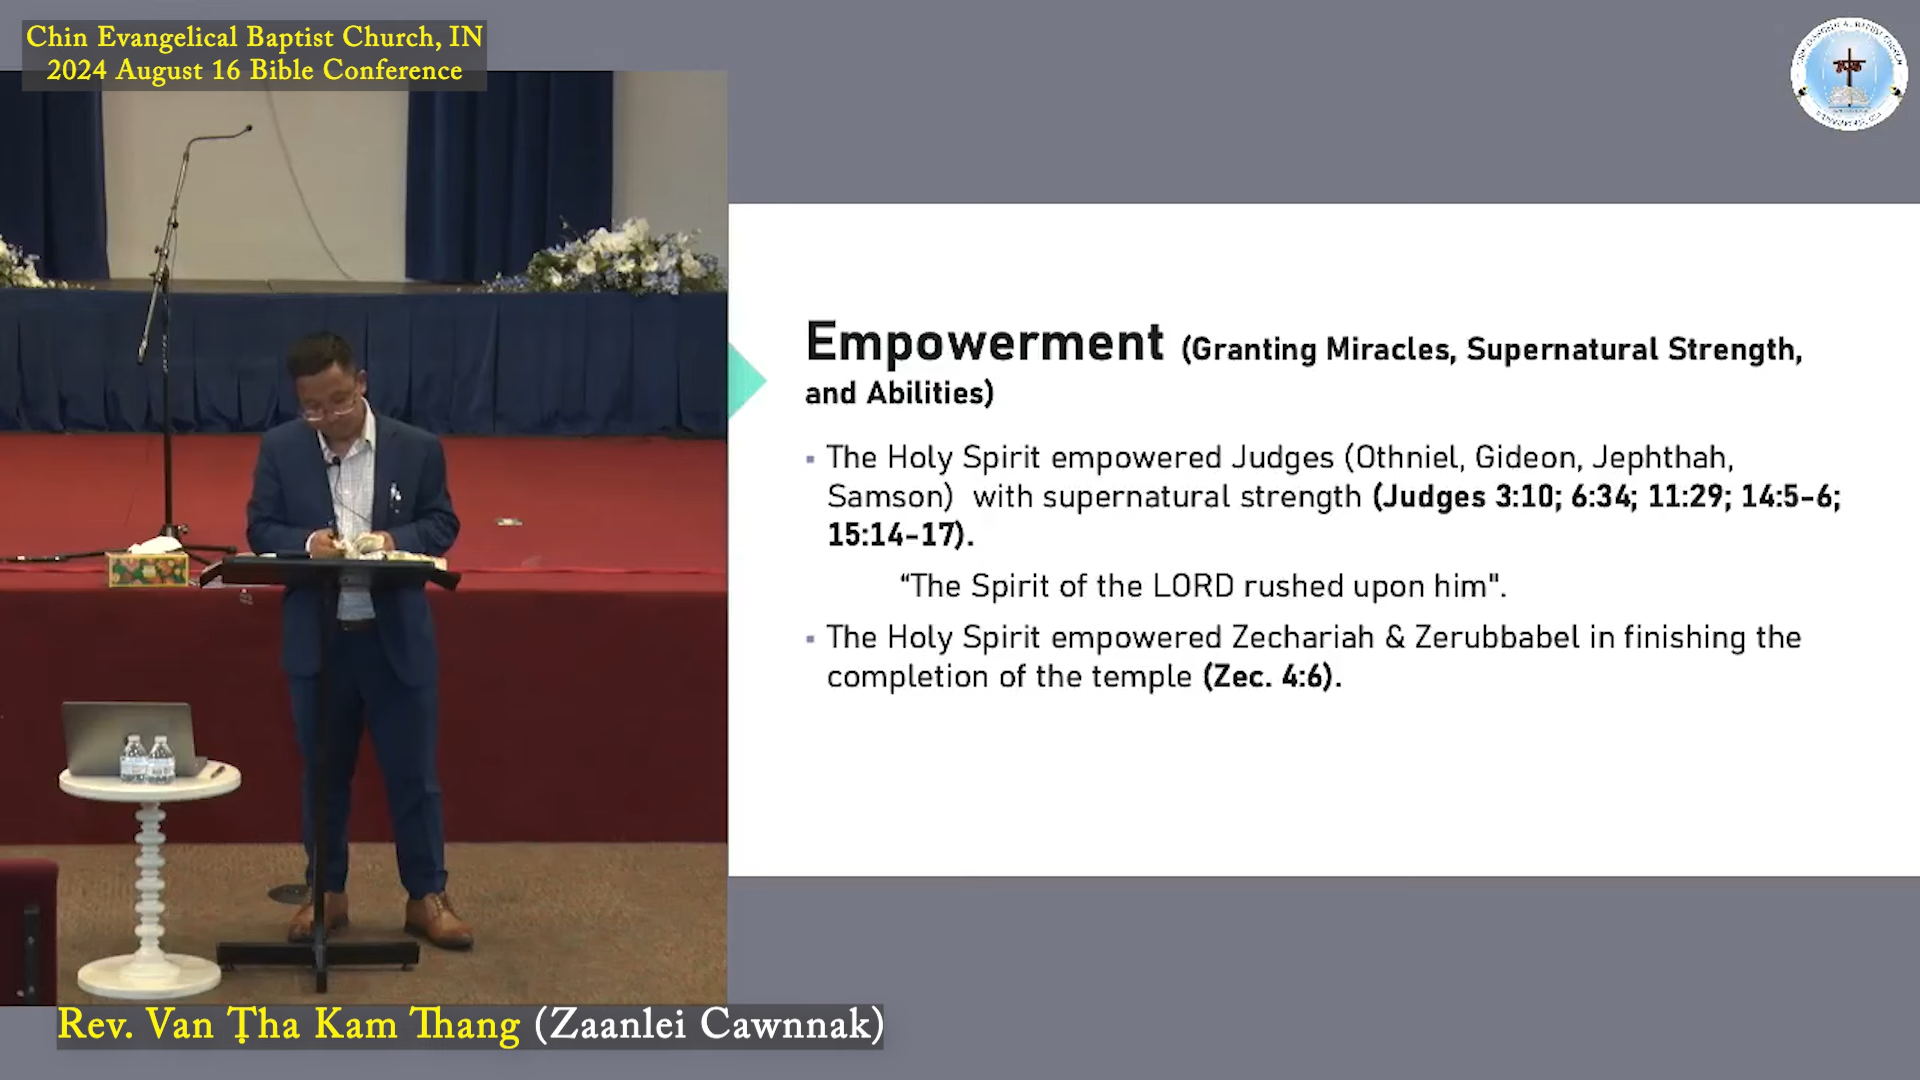 Chin Evangelical Baptist Church, IN
2024 August 16 Bible Conference
Empowerment (Granting Miracles, Supernatural Strength,
and Abilities)
▪ The Holy Spirit empowered Judges (Othniel, Gideon, Jephthah,
Samson) with supernatural strength (Judges 3:10; 6:34; 11:29; 14:5-6;
15:14-17).
“The Spirit of the LORD rushed upon him".
▪ The Holy Spirit empowered Zechariah & Zerubbabel in finishing the
completion of the temple (Zec. 4:6).
Rev. Van Ṭha Kam Thang (Zaanlei Cawnnak)